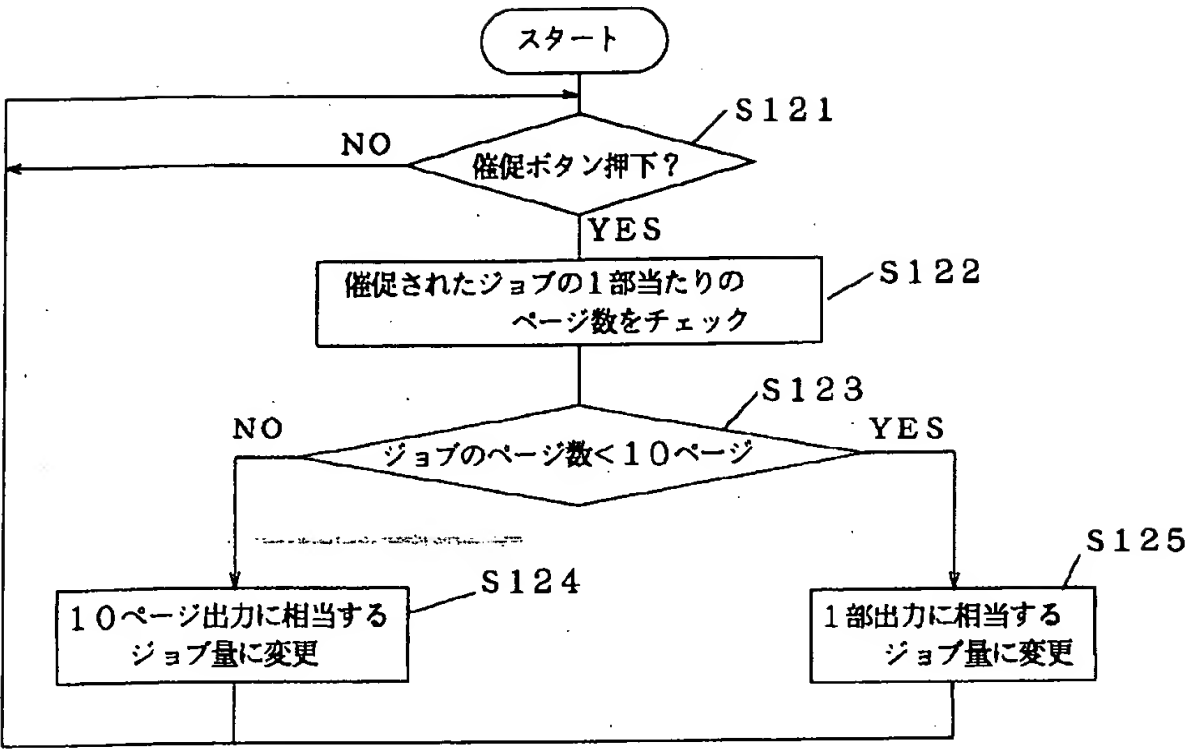 スタート
S121
NO
催促ボタン押下?
YES
S122
催促されたジョブの1部当たりの
ページ数をチェック
S123
NO
YES
ジョブのページ数<10ページ
S124
S125
10ページ出力に相当する
ジョブ量に変更
1部出力に相当する
ジョブ量に変更